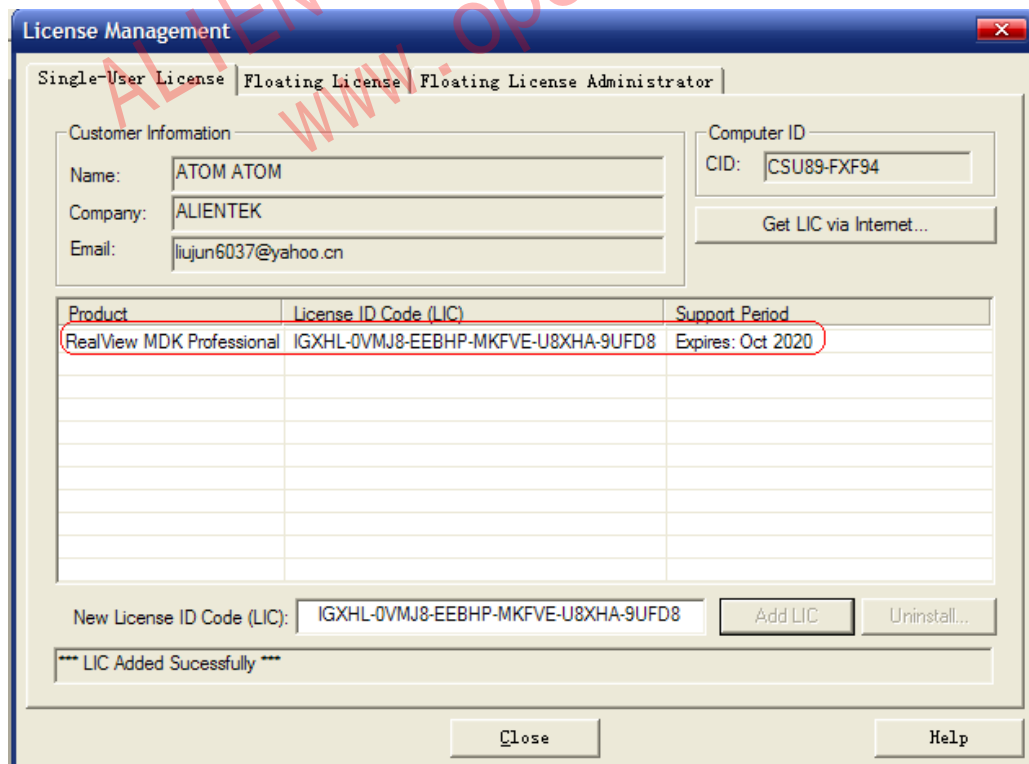 ALIEN
www.op
License Management
Single-User License Floating License Floating License Administrator
Customer Information
Name: ATOM ATOM
Company: ALIENTEK
Email: liujun6037@yahoo.cn
Computer ID
CID: CSU89-FXF94
Get LIC via Internet...
Product License ID Code (LIC) Support Period
RealView MDK Professional IGXHL-0VMJ8-EEBHP-MKFVE-U8XHA-9UFD8 Expires: Oct 2020
New License ID Code (LIC): IGXHL-0VMJ8-EEBHP-MKFVE-U8XHA-9UFD8 Add LIC Uninstall...
*** LIC Added Sucessfully ***
Close Help